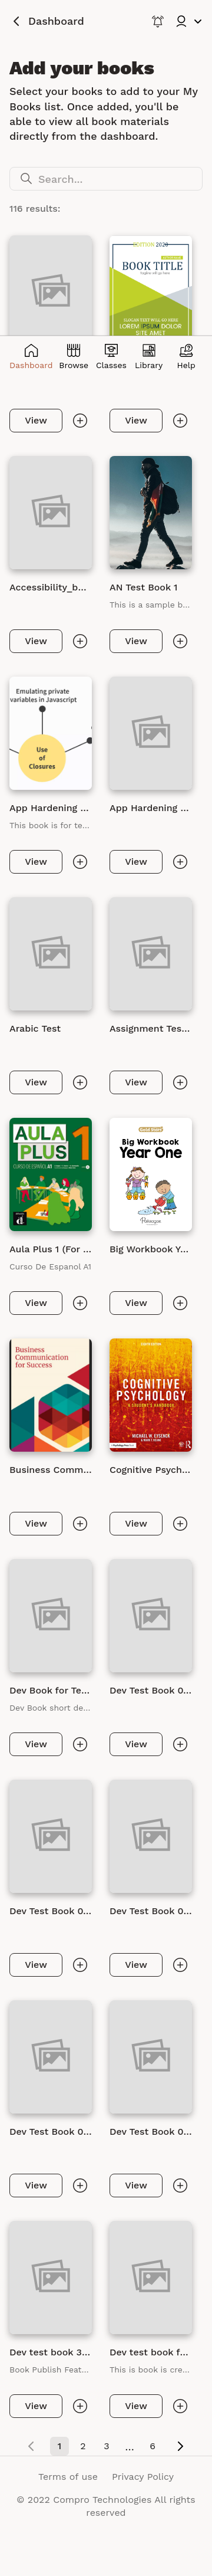 Dashboard
Add your books
Select your books to add to your My
Books list. Once added, you'll be
able to view all book materials
directly from the dashboard.
Search...
116 results:
EDITION 2020
BOOK TITLE
LOREM IPSUM DOLOR
SIT AMET
Dashboard Browse Classes Library Help
View View
Accessibility_b... AN Test Book 1
This is a sample b...
View View
Emulating private
variables in Javascript
Use
of
Closures
App Hardening ... App Hardening ...
This book is for te...
View View
Arabic Test Assignment Tes...
View View
AULA
PLUS 1
CURSO DE ESPAÑOL A1
Big Workbook
Year One
Aula Plus 1 (For ... Big Workbook Y...
Curso De Espanol A1
View View
Business
Communication
for Success
COGNITIVE
PSYCHOLOGY
A STUDENT'S HANDBOOK
MICHAEL W. EYSENCK
Business Comm... Cognitive Psych...
View View
Dev Book for Te... Dev Test Book 0...
Dev Book short de...
View View
Dev Test Book 0... Dev Test Book 0...
View View
Dev Test Book 0... Dev Test Book 0...
View View
Dev test book 3... Dev test book f...
Book Publish Feat... This is book is cre...
View View
1 2 3 ... 6
Terms of use Privacy Policy
© 2022 Compro Technologies All rights
reserved